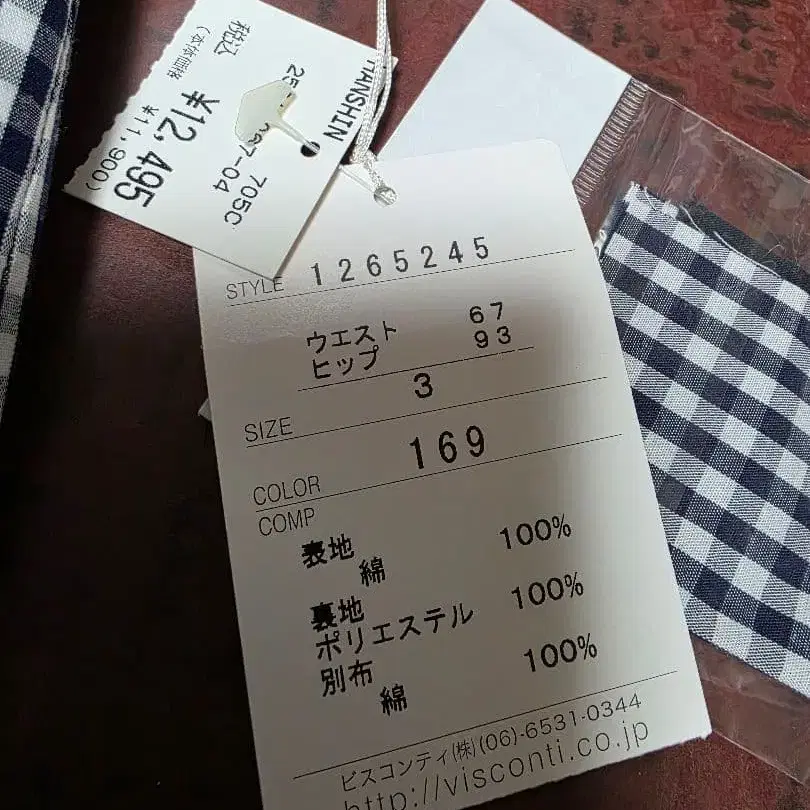 HANSHIN
705C
税込
¥12,495
(本体価格
¥11,900)
STYLE 1265245
ウエスト 67
ヒップ 93
SIZE 3
COLOR 169
COMP
表地 100%
綿
裏地 100%
ポリエステル
別布 100%
綿
ビスコンティ(株)(06)-6531-0344
http://visconti.co.jp